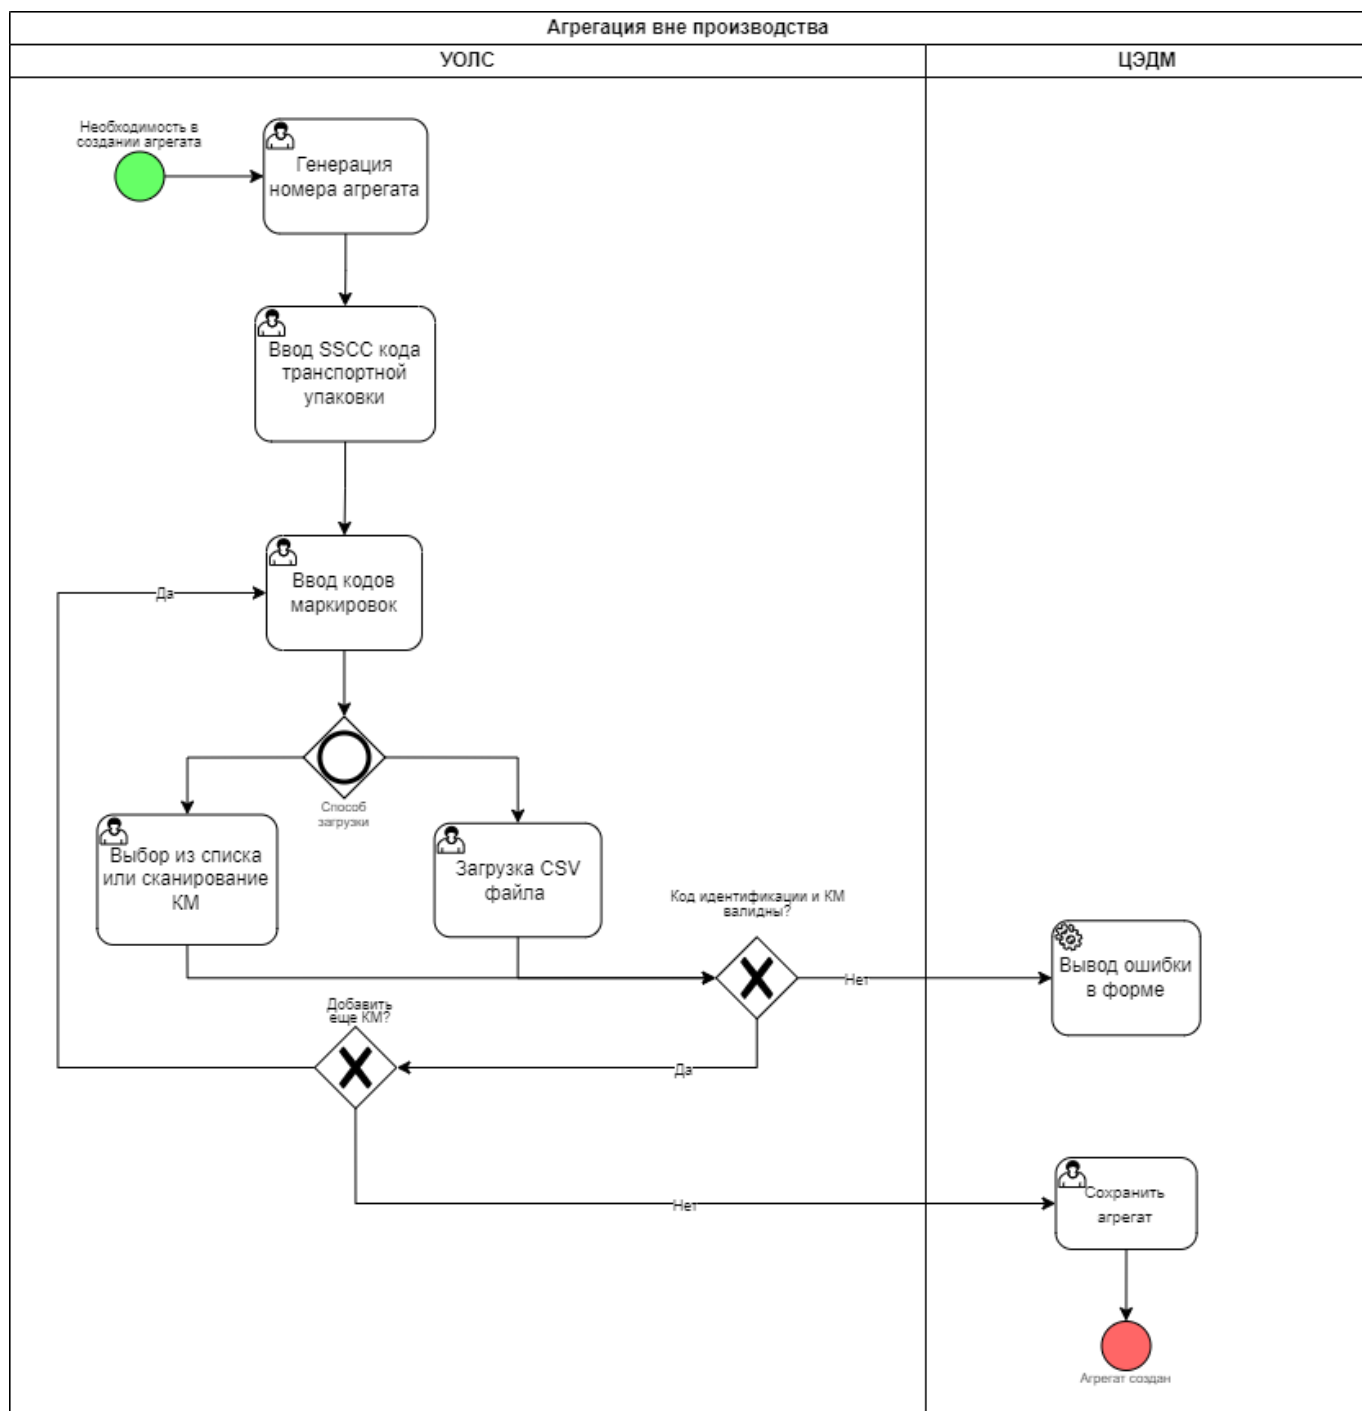 Агрегация вне производства
УОЛС
ЦЭДМ
Необходимость в
создании агрегата
Генерация
номера агрегата
Ввод SSCC кода
транспортной
упаковки
Да
Ввод кодов
маркировок
Способ
загрузки
Выбор из списка
или сканирование
КМ
Загрузка CSV
файла
Код идентификации и КМ
валидны?
Нет
Вывод ошибки
в форме
Добавить
еще КМ?
Да
Нет
Сохранить
агрегат
Агрегат создан